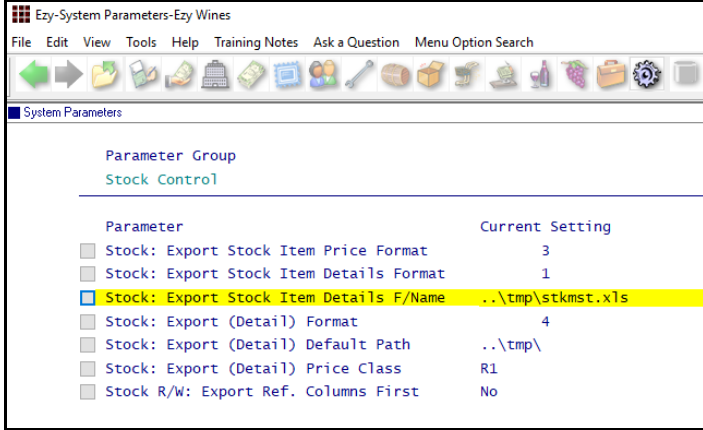 Ezy-System Parameters-Ezy Wines
File Edit View Tools Help Training Notes Ask a Question Menu Option Search
System Parameters
Parameter Group
Stock Control
Parameter Current Setting
Stock: Export Stock Item Price Format 3
Stock: Export Stock Item Details Format 1
Stock: Export Stock Item Details F/Name ..\tmp\stkmst.xls
Stock: Export (Detail) Format 4
Stock: Export (Detail) Default Path ..\tmp\
Stock: Export (Detail) Price Class R1
Stock R/W: Export Ref. Columns First No